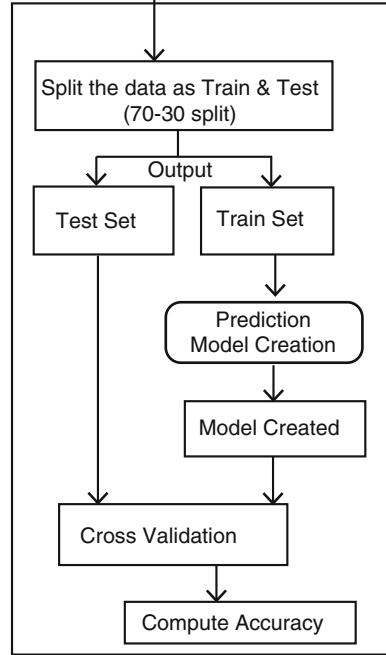 Split the data as Train & Test
(70-30 split)
Output
Test Set
Train Set
Prediction
Model Creation
Model Created
Cross Validation
Compute Accuracy